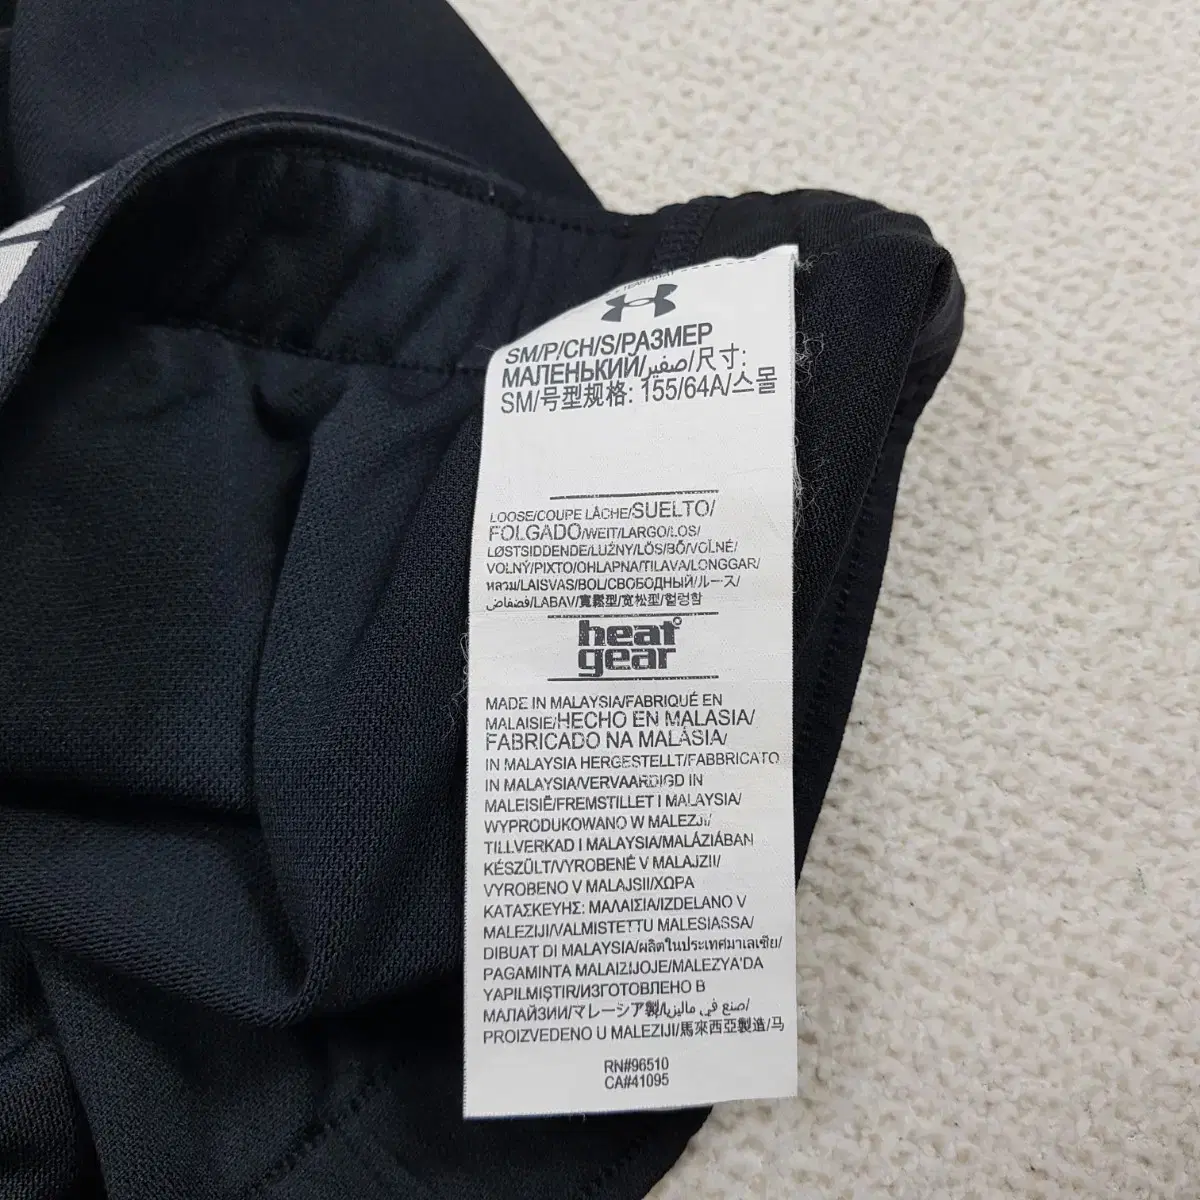 SM/P/CH/S/РАЗМЕР
МАЛЕНЬКИЙ/صغير/尺寸:
SM/号型规格: 155/64A/스몰
LOOSE/COUPE LÂCHE/SUELTO/
FOLGADO/WEIT/LARGO/LOS/
LØSTSIDDENDE/LUŹNY/LÖS/BŐ/VOLNÉ/
VOĽNÝ/PIXTO/OHLAPNA/TILAVA/LONGGAR/
หลวม/LAISVAS/BOL/СВОБОДНЫЙ/ルース/
فضفاض/LABAV/寬鬆型/宽松型/헐렁함
heat
gear
MADE IN MALAYSIA/FABRIQUÉ EN
MALAISIE/HECHO EN MALASIA/
FABRICADO NA MALÁSIA/
IN MALAYSIA HERGESTELLT/FABBRICATO
IN MALAYSIA/VERVAARDIGD IN
MALEISIË/FREMSTILLET I MALAYSIA/
WYPRODUKOWANO W MALEZJI/
TILLVERKAD I MALAYSIA/MALÁZIÁBAN
KÉSZÜLT/VYROBENÉ V MALAJZII/
VYROBENO V MALAJSII/ΧΩΡΑ
ΚΑΤΑΣΚΕΥΗΣ: ΜΑΛΑΙΣΙΑ/IZDELANO V
MALEZIJI/VALMISTETTU MALESIASSA/
DIBUAT DI MALAYSIA/ผลิตในประเทศมาเลเซีย/
PAGAMINTA MALAIZIJOJE/MALEZYA'DA
YAPILMIŞTIR/ИЗГОТОВЛЕНО В
МАЛАЙЗИИ/マレーシア製/صنع في ماليزيا/
PROIZVEDENO U MALEZIJI/馬來西亞製造/马
RN#96510
CA#41095